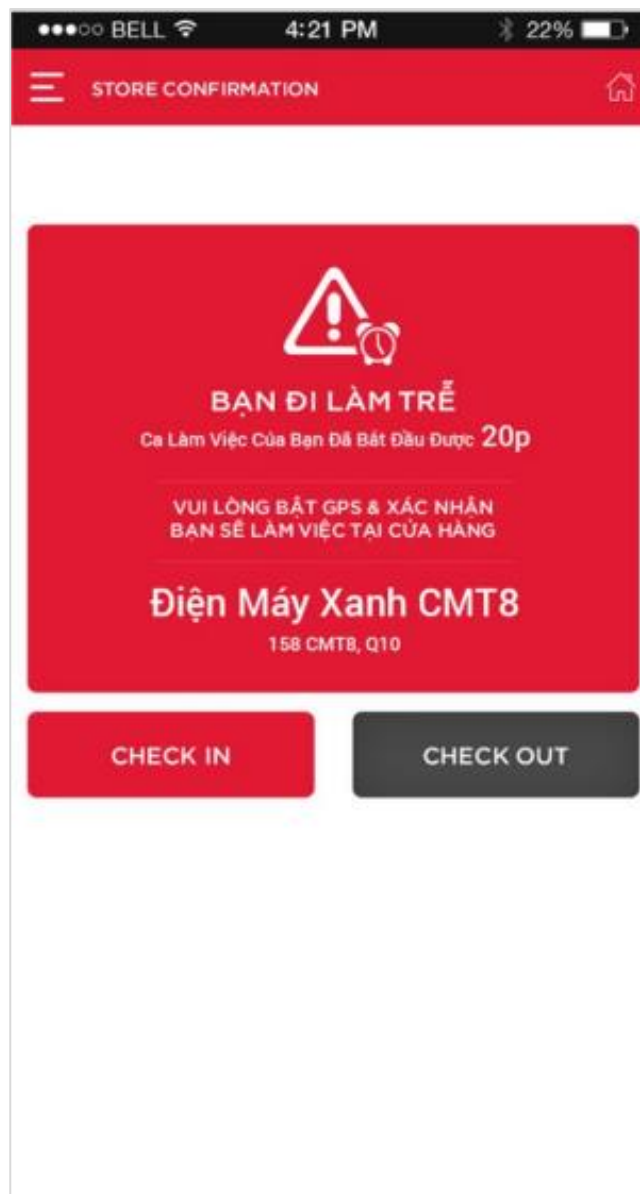 BELL 4:21 PM 22%
STORE CONFIRMATION
BẠN ĐI LÀM TRỄ
Ca Làm Việc Của Bạn Đã Bắt Đầu Được 20p
VUI LÒNG BẬT GPS & XÁC NHẬN
BẠN SẼ LÀM VIỆC TẠI CỬA HÀNG
Điện Máy Xanh CMT8
158 CMT8, Q10
CHECK IN
CHECK OUT